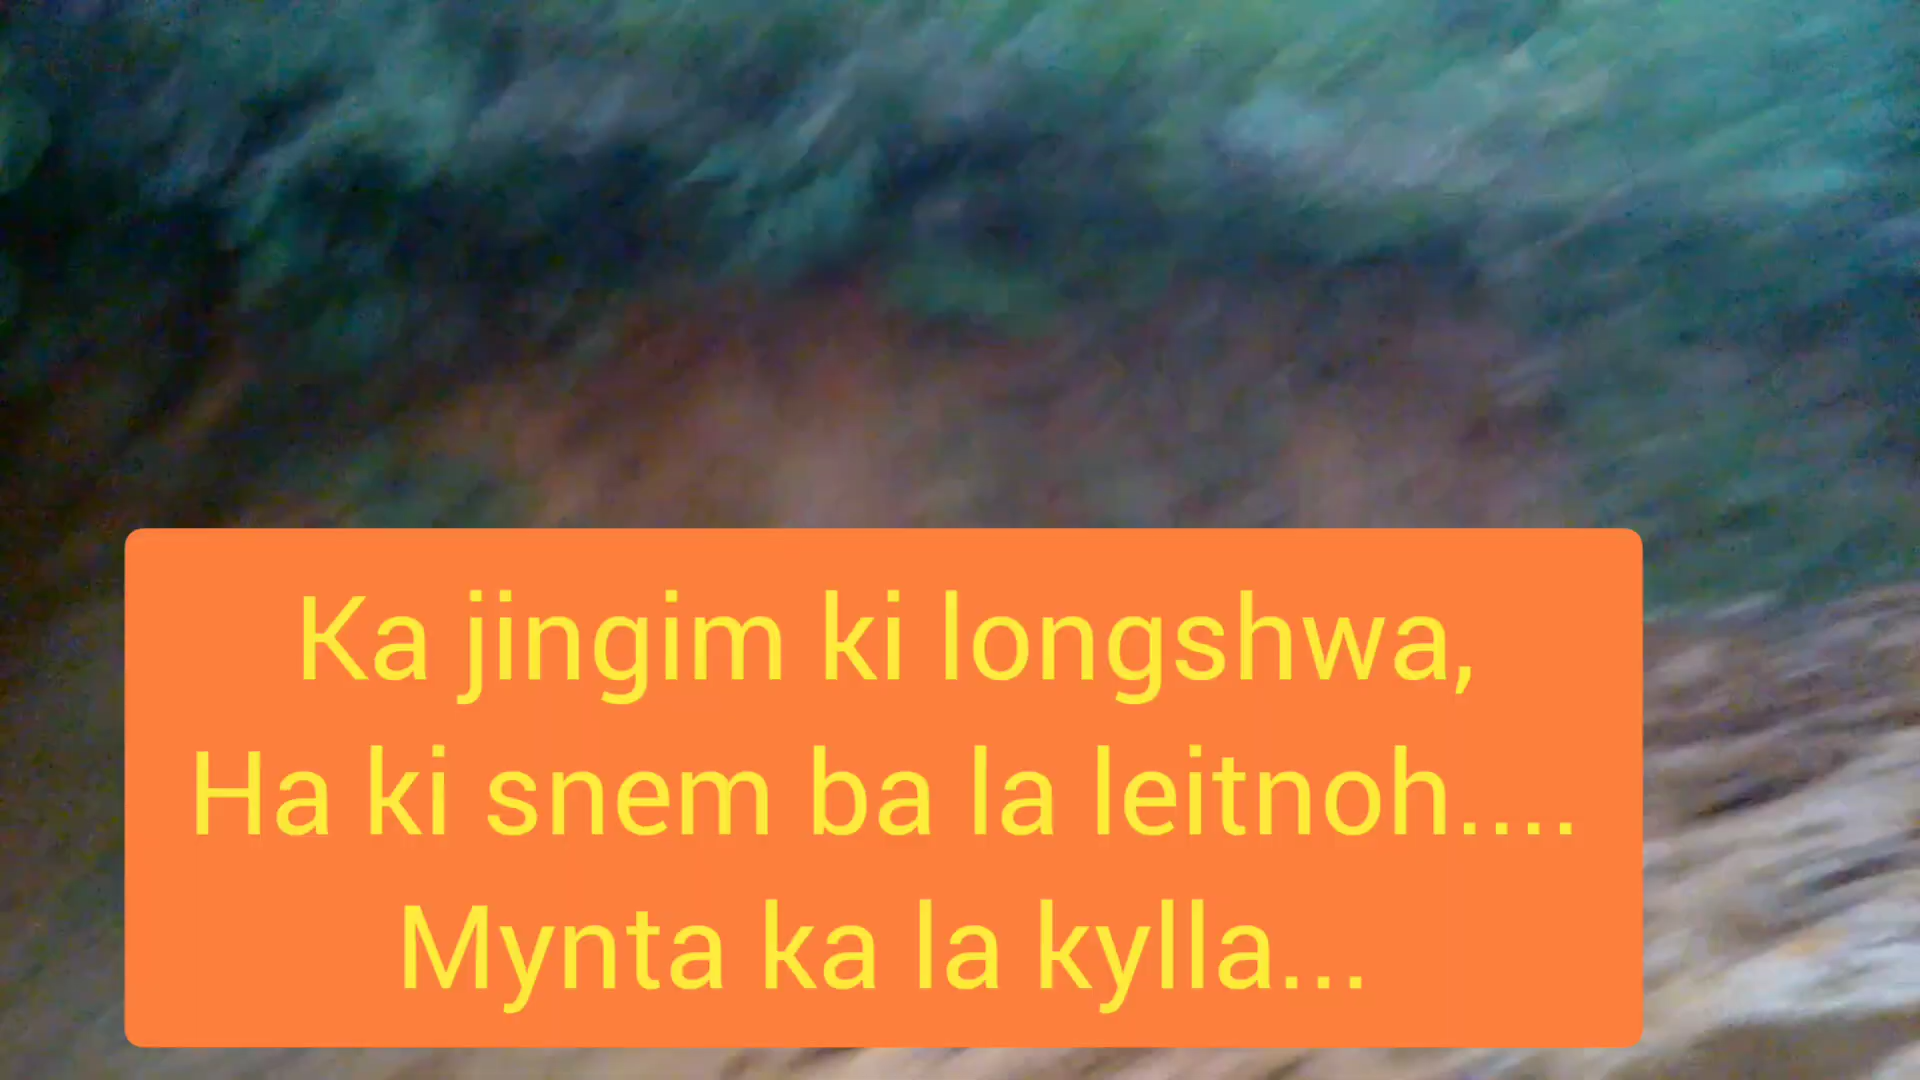 Ka jingim ki longshwa,
Ha ki snem ba la leitnoh....
Mynta ka la kylla...